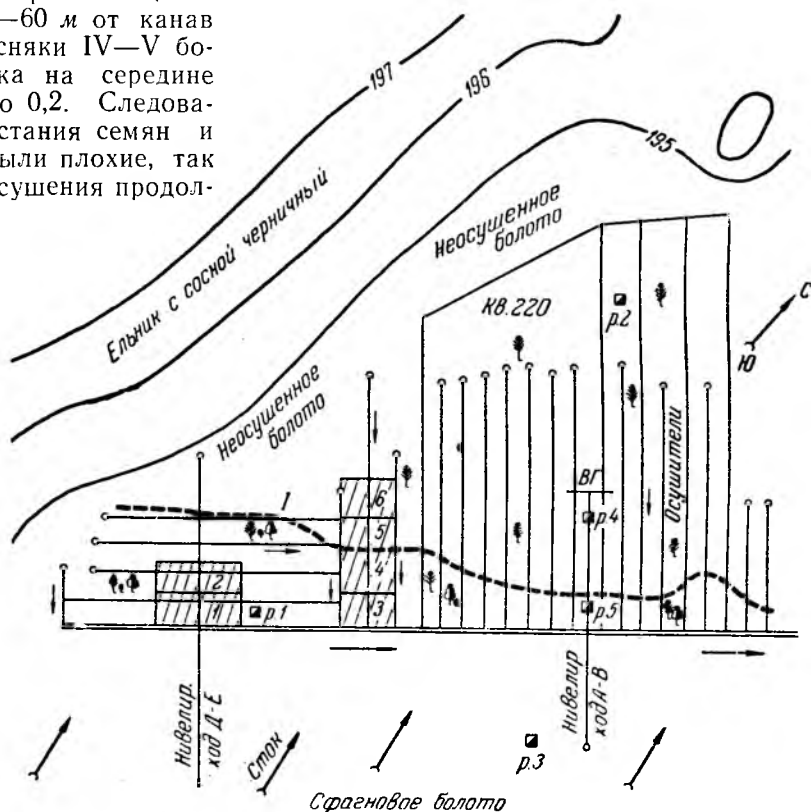 —60 м от канав
сняки IV—V бо-
ка на середине
о 0,2. Следова-
стания семян и
ыли плохие, так
сушения продол-
197
196
195
Ельник с сосной черничный
Неосушенное
болото
Кв. 220
р.2
С
Ю
Неосушенное
болото
Осушители
ВГ
р.4
I
6
5
4
3
2
1
р.1
р.5
Нивелир.
ход Д-Е
Сток
Нивелир
ход А-В
р.3
Сфагновое болото